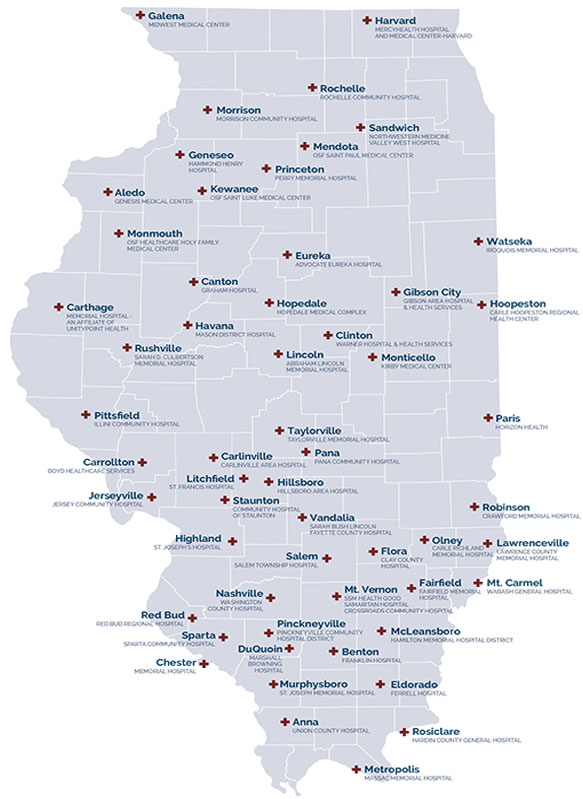 Galena
MIDWEST MEDICAL CENTER
Harvard
MERCYHEALTH HOSPITAL
AND MEDICAL CENTER-HARVARD
Rochelle
ROCHELLE COMMUNITY HOSPITAL
Morrison
MORRISON COMMUNITY HOSPITAL
Sandwich
NORTHWESTERN MEDICINE
VALLEY WEST HOSPITAL
Mendota
OSF SAINT PAUL MEDICAL CENTER
Geneseo
HAMMOND HENRY
HOSPITAL
Princeton
PERRY MEMORIAL HOSPITAL
Aledo
GENESIS MEDICAL CENTER
Kewanee
OSF SAINT LUKE MEDICAL CENTER
Monmouth
OSF HEALTHCARE HOLY FAMILY
MEDICAL CENTER
Watseka
IROQUOIS MEMORIAL HOSPITAL
Eureka
ADVOCATE EUREKA HOSPITAL
Canton
GRAHAM HOSPITAL
Gibson City
GIBSON AREA HOSPITAL
& HEALTH SERVICES
Hoopeston
CARLE HOOPESTON REGIONAL
HEALTH CENTER
Carthage
MEMORIAL HOSPITAL -
AN AFFILIATE OF
UNITYPOINT HEALTH
Hopedale
HOPEDALE MEDICAL COMPLEX
Havana
MASON DISTRICT HOSPITAL
Clinton
WARNER HOSPITAL & HEALTH SERVICES
Rushville
SARAH D. CULBERTSON
MEMORIAL HOSPITAL
Lincoln
ABRAHAM LINCOLN
MEMORIAL HOSPITAL
Monticello
KIRBY MEDICAL CENTER
Pittsfield
ILLINI COMMUNITY HOSPITAL
Paris
HORIZON HEALTH
Taylorville
TAYLORVILLE MEMORIAL HOSPITAL
Carrollton
BOYD HEALTHCARE SERVICES
Carlinville
CARLINVILLE AREA HOSPITAL
Pana
PANA COMMUNITY HOSPITAL
Litchfield
ST. FRANCIS HOSPITAL
Hillsboro
HILLSBORO AREA HOSPITAL
Jerseyville
JERSEY COMMUNITY HOSPITAL
Staunton
COMMUNITY HOSPITAL
OF STAUNTON
Vandalia
SARAH BUSH LINCOLN
FAYETTE COUNTY HOSPITAL
Robinson
CRAWFORD MEMORIAL HOSPITAL
Highland
ST. JOSEPH'S HOSPITAL
Salem
SALEM TOWNSHIP HOSPITAL
Flora
CLAY COUNTY
HOSPITAL
Olney
CARLE RICHLAND
MEMORIAL HOSPITAL
Lawrenceville
LAWRENCE COUNTY
MEMORIAL HOSPITAL
Nashville
WASHINGTON
COUNTY HOSPITAL
Mt. Vernon
SSM HEALTH GOOD
SAMARITAN HOSPITAL
CROSSROADS COMMUNITY HOSPITAL
Fairfield
FAIRFIELD MEMORIAL
HOSPITAL
Mt. Carmel
WABASH GENERAL HOSPITAL
Red Bud
RED BUD REGIONAL HOSPITAL
Sparta
SPARTA COMMUNITY HOSPITAL
Pinckneyville
PINCKNEYVILLE COMMUNITY
HOSPITAL DISTRICT
McLeansboro
HAMILTON MEMORIAL HOSPITAL DISTRICT
Chester
MEMORIAL HOSPITAL
DuQuoin
MARSHALL
BROWNING
HOSPITAL
Benton
FRANKLIN HOSPITAL
Murphysboro
ST. JOSEPH MEMORIAL HOSPITAL
Eldorado
FERRELL HOSPITAL
Anna
UNION COUNTY HOSPITAL
Rosiclare
HARDIN COUNTY GENERAL HOSPITAL
Metropolis
MASSAC MEMORIAL HOSPITAL